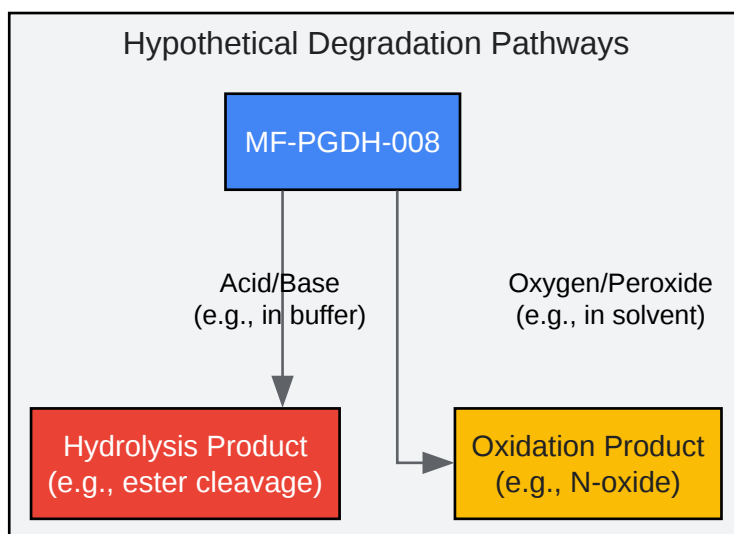 Hypothetical Degradation Pathways
MF-PGDH-008
Acid/Base
(e.g., in buffer)
Oxygen/Peroxide
(e.g., in solvent)
Hydrolysis Product
(e.g., ester cleavage)
Oxidation Product
(e.g., N-oxide)